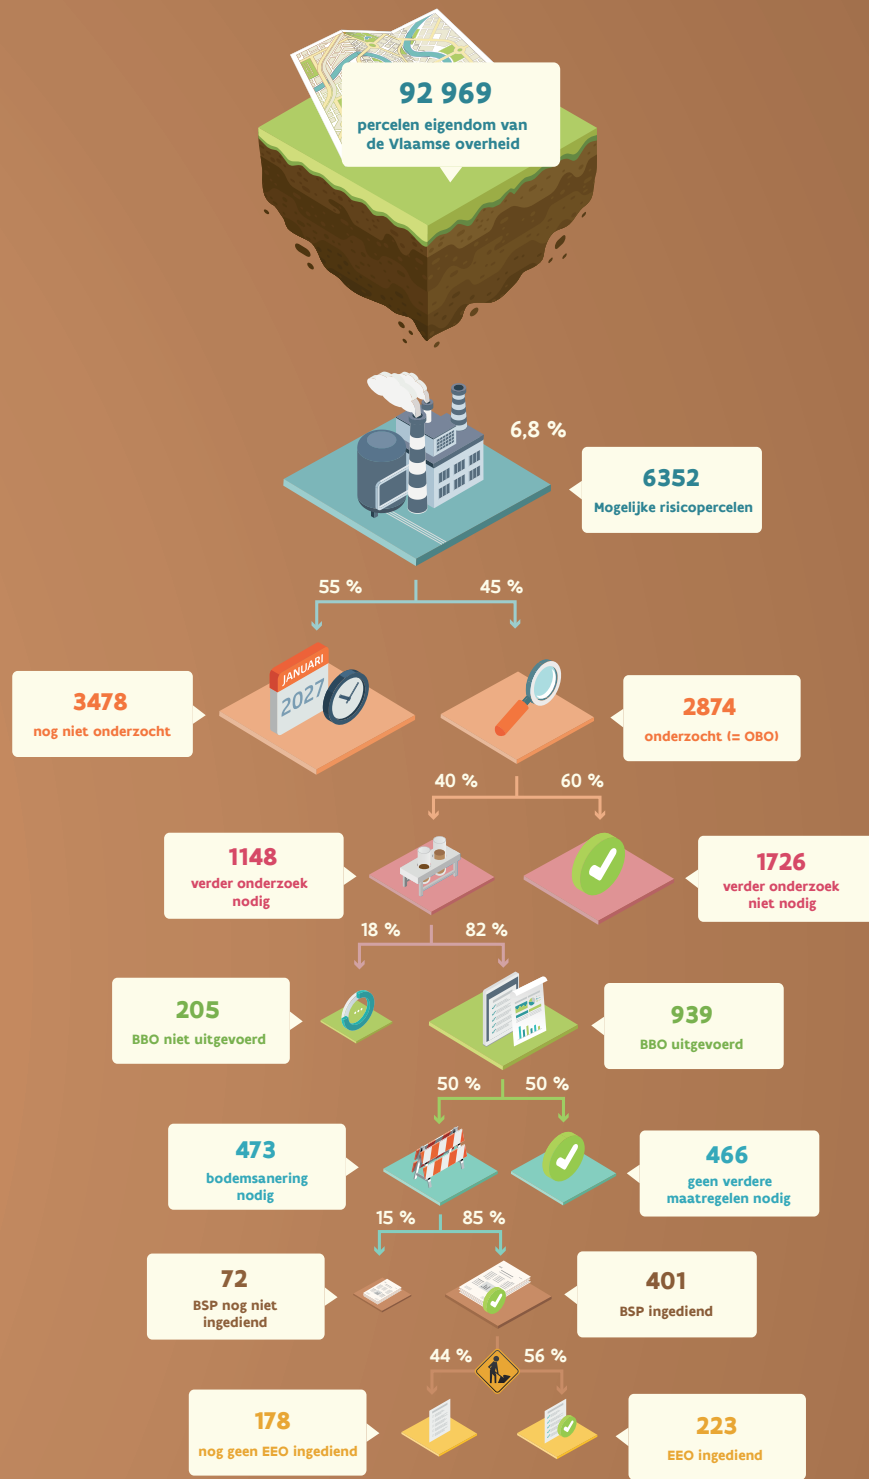 92 969
percelen eigendom van
de Vlaamse overheid
6,8 %
6352
Mogelijke risicopercelen
55 %
45 %
JANUARI
2027
3478
nog niet onderzocht
2874
onderzocht (= OBO)
40 %
60 %
1148
verder onderzoek
nodig
1726
verder onderzoek
niet nodig
18 %
82 %
205
BBO niet uitgevoerd
939
BBO uitgevoerd
50 %
50 %
473
bodemsanering
nodig
466
geen verdere
maatregelen nodig
15 %
85 %
72
BSP nog niet
ingediend
401
BSP ingediend
44 %
56 %
178
nog geen EEO ingediend
223
EEO ingediend